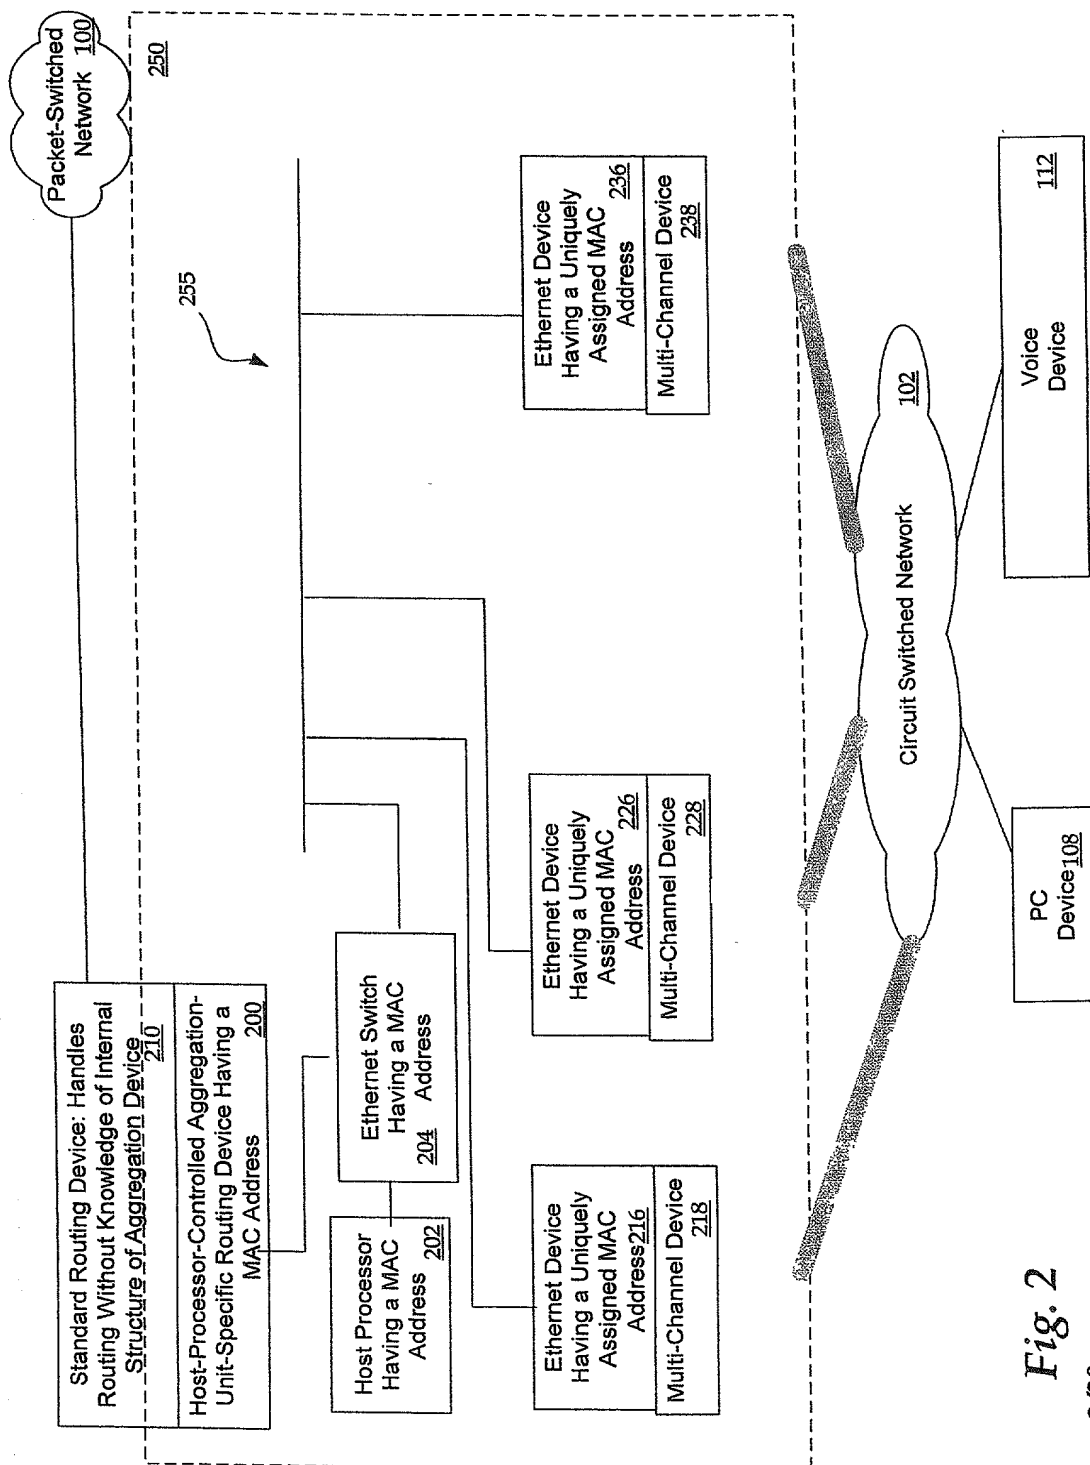 Packet-Switched
Network 100
250
255
Standard Routing Device: Handles
Routing Without Knowledge of Internal
Structure of Aggregation Device
210
Host-Processor-Controlled Aggregation-
Unit-Specific Routing Device Having a
MAC Address 200
Host Processor
Having a MAC
Address 202
Ethernet Switch
Having a MAC
204 Address
Ethernet Device
Having a Uniquely
Assigned MAC
Address216
Multi-Channel Device
218
Ethernet Device
Having a Uniquely
Assigned MAC
Address 226
Multi-Channel Device
228
Ethernet Device
Having a Uniquely
Assigned MAC
Address 236
Multi-Channel Device
238
Circuit Switched Network
102
PC
Device108
Voice
Device
112
Fig. 2